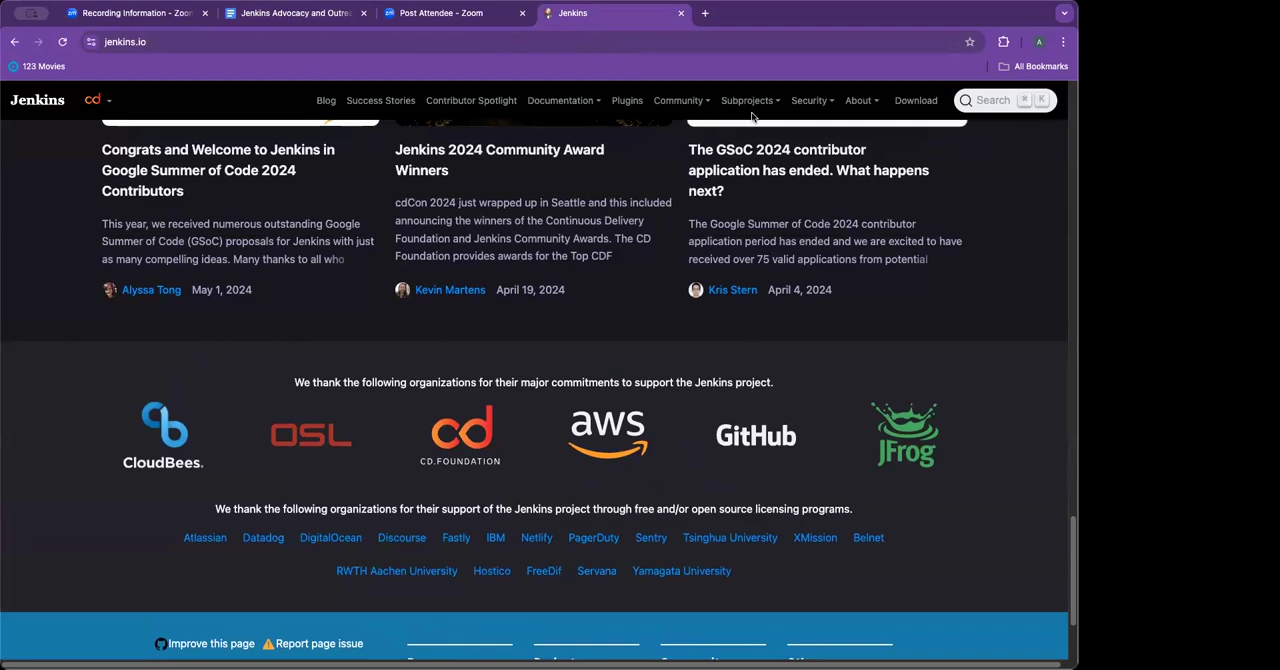 Recording Information - Zoom
Jenkins Advocacy and Outrea
Post Attendee - Zoom
Jenkins
jenkins.io
A
123 Movies
All Bookmarks
Jenkins
cd
Blog
Success Stories
Contributor Spotlight
Documentation
Plugins
Community
Subprojects
Security
About
Download
Search
⌘
K
Congrats and Welcome to Jenkins in
Google Summer of Code 2024
Contributors
This year, we received numerous outstanding Google
Summer of Code (GSoC) proposals for Jenkins with just
as many compelling ideas. Many thanks to all who
Alyssa Tong
May 1, 2024
Jenkins 2024 Community Award
Winners
cdCon 2024 just wrapped up in Seattle and this included
announcing the winners of the Continuous Delivery
Foundation and Jenkins Community Awards. The CD
Foundation provides awards for the Top CDF
Kevin Martens
April 19, 2024
The GSoC 2024 contributor
application has ended. What happens
next?
The Google Summer of Code 2024 contributor
application period has ended and we are excited to have
received over 75 valid applications from potential
Kris Stern
April 4, 2024
We thank the following organizations for their major commitments to support the Jenkins project.
CloudBees.
OSL
cd
CD.FOUNDATION
aws
GitHub
JFrog
We thank the following organizations for their support of the Jenkins project through free and/or open source licensing programs.
Atlassian
Datadog
DigitalOcean
Discourse
Fastly
IBM
Netlify
PagerDuty
Sentry
Tsinghua University
XMission
Belnet
RWTH Aachen University
Hostico
FreeDif
Servana
Yamagata University
Improve this page
Report page issue